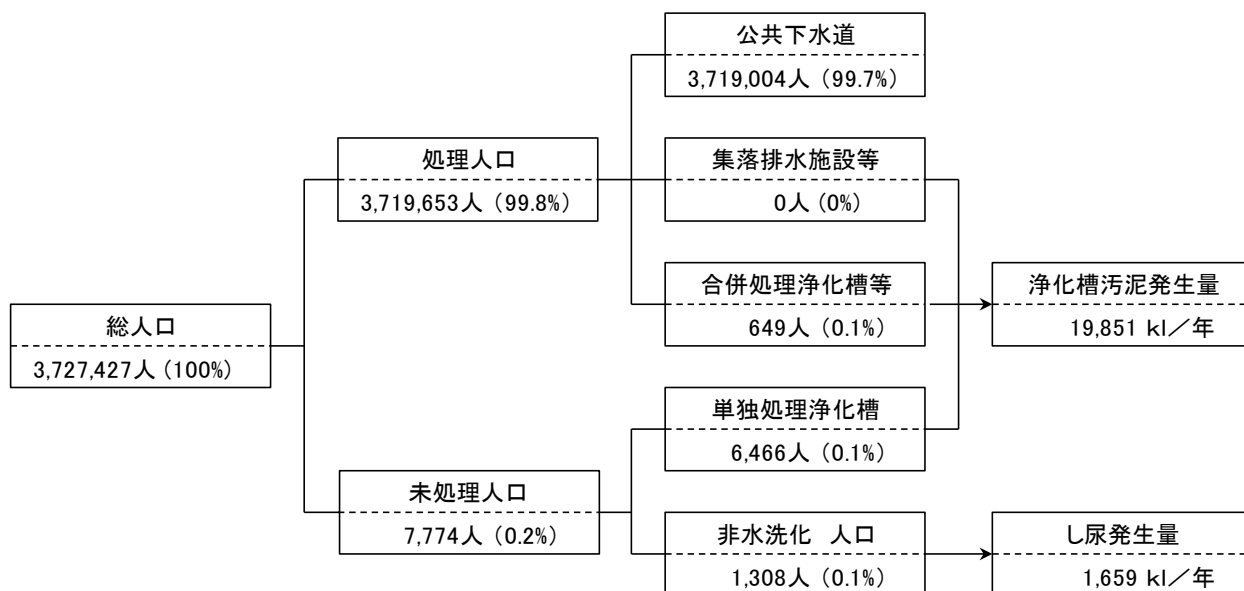 公共下水道
3,719,004人 (99.7%)
処理人口
3,719,653人 (99.8%)
集落排水施設等
0人 (0%)
合併処理浄化槽等
649人 (0.1%)
浄化槽汚泥発生量
19,851 kl／年
総人口
3,727,427人 (100%)
単独処理浄化槽
6,466人 (0.1%)
未処理人口
7,774人 (0.2%)
非水洗化　人口
1,308人 (0.1%)
し尿発生量
1,659 kl／年